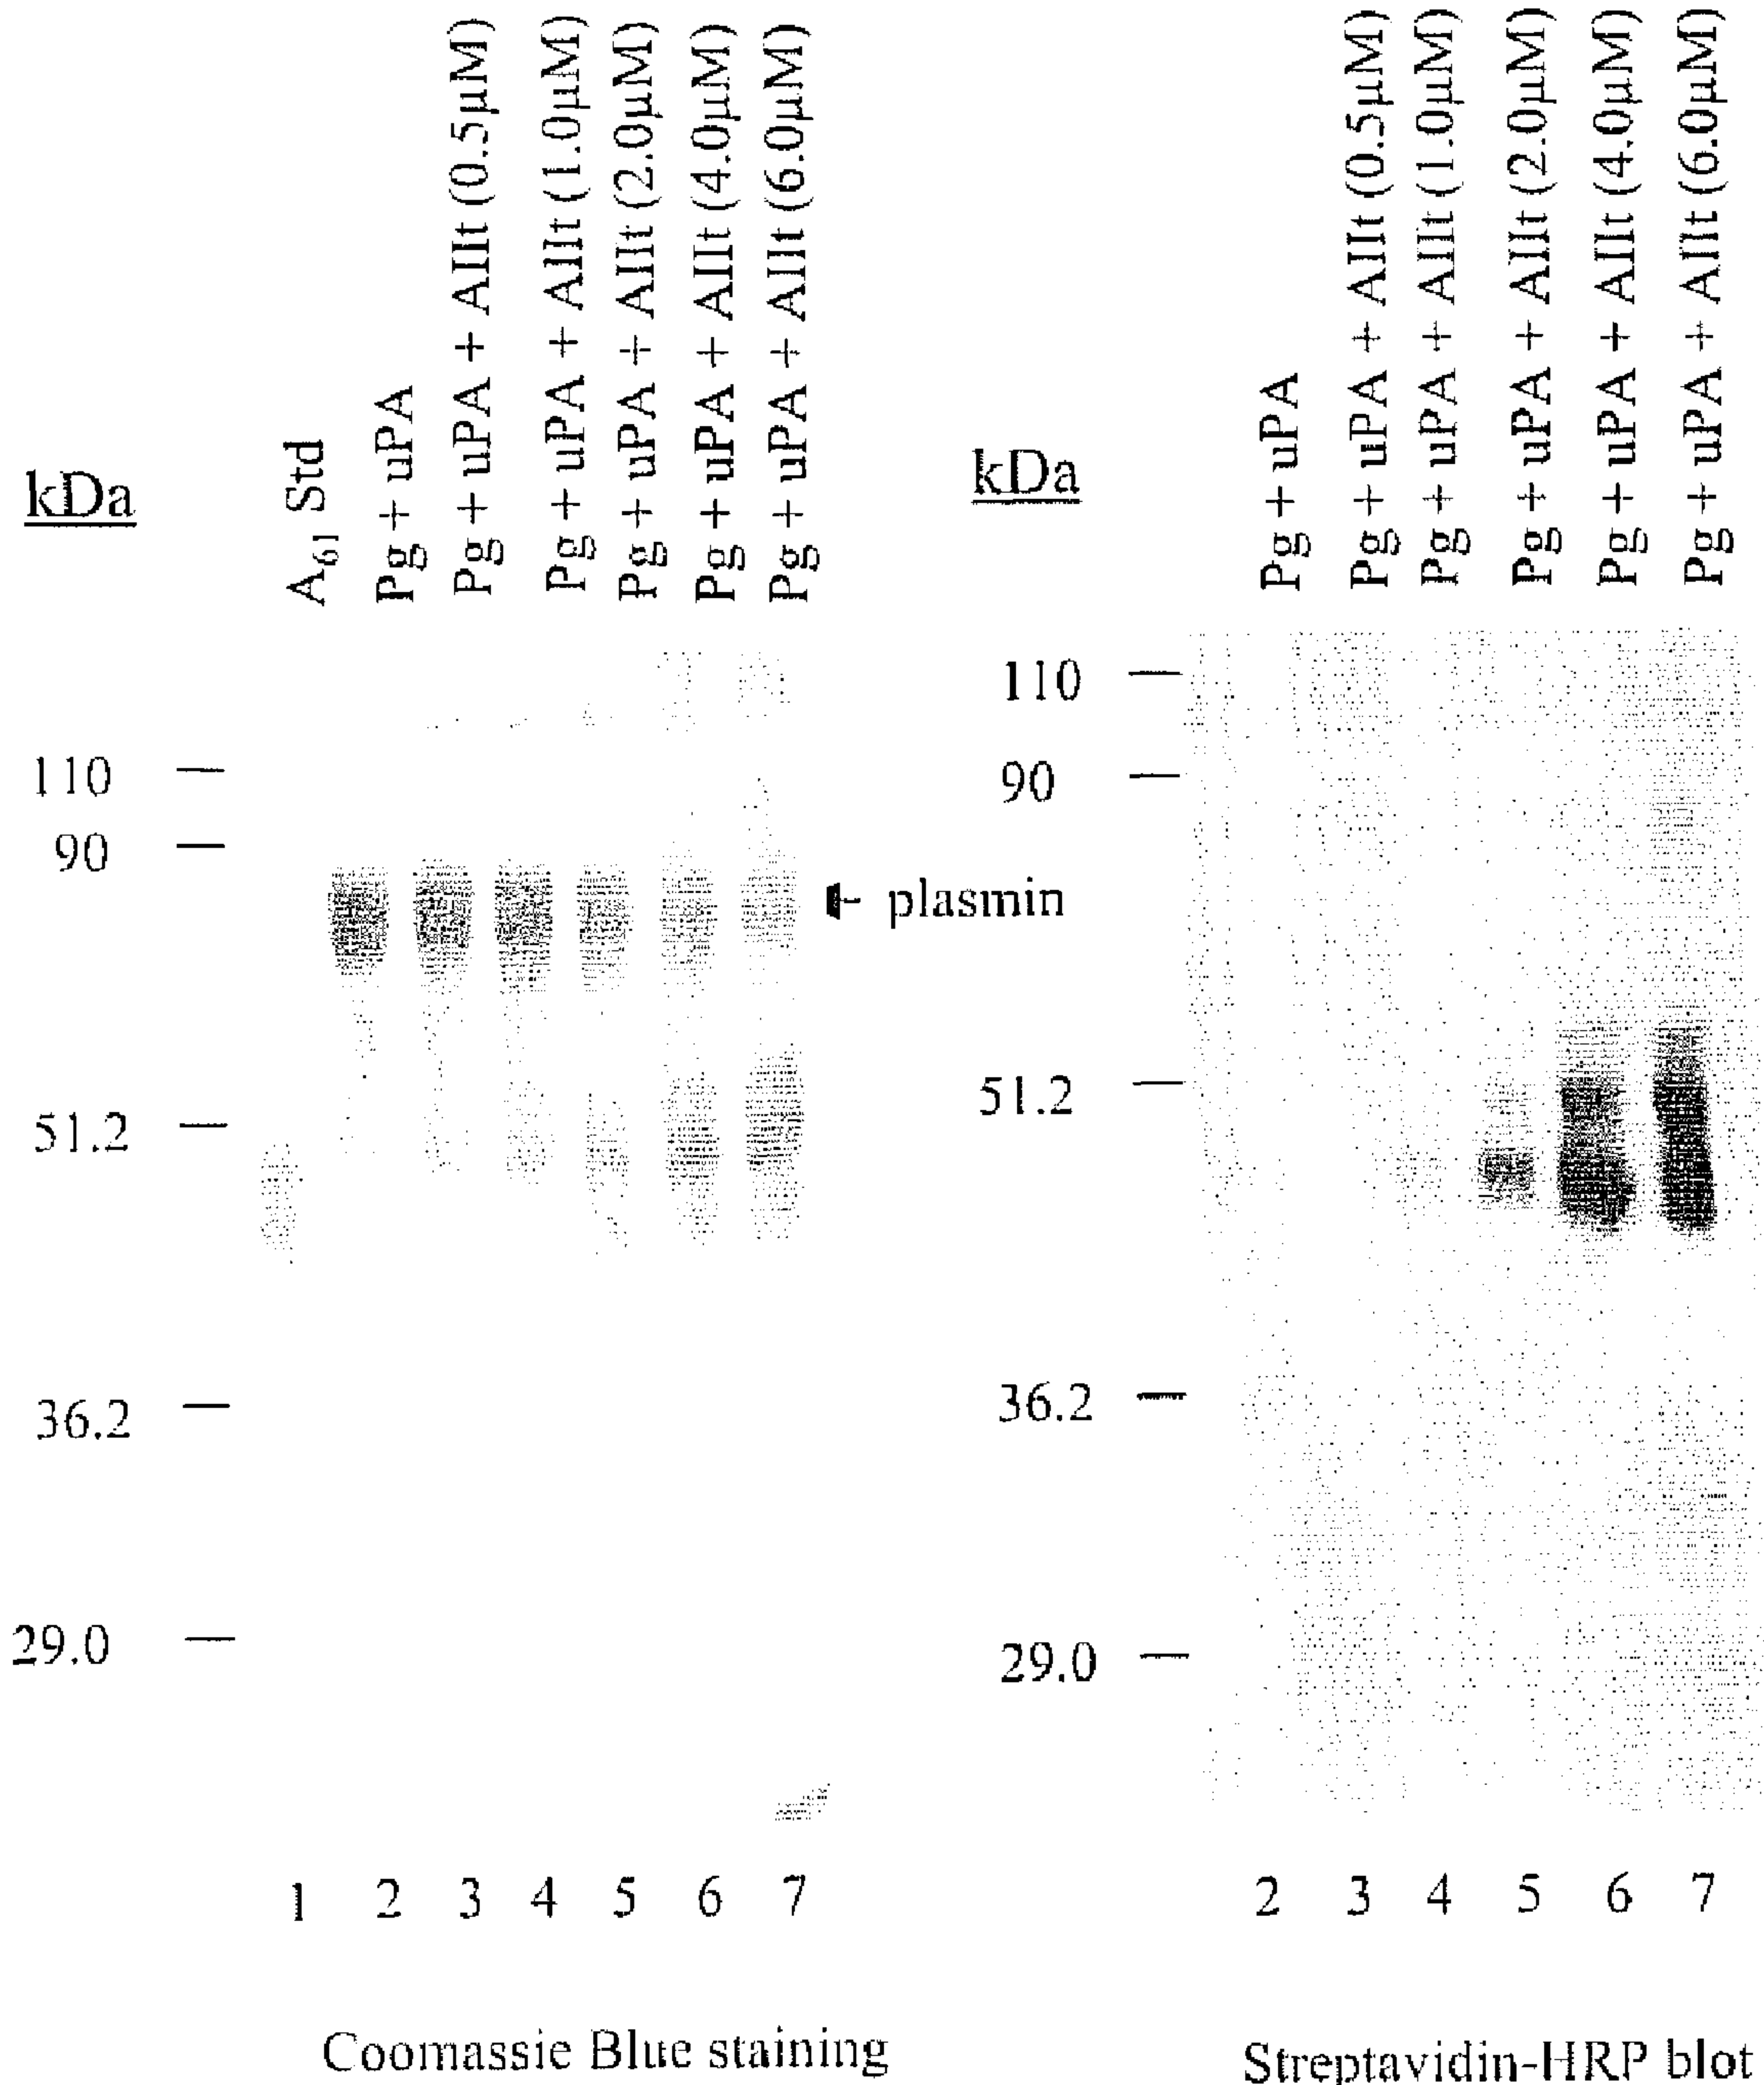 kDa
A61 Std
Pg + uPA
Pg + uPA + AIIt (0.5µM)
Pg + uPA + AIIt (1.0µM)
Pg + uPA + AIIt (2.0µM)
Pg + uPA + AIIt (4.0µM)
Pg + uPA + AIIt (6.0µM)
110
90
51.2
36.2
29.0
plasmin
1 2 3 4 5 6 7
Coomassie Blue staining
kDa
Pg + uPA
Pg + uPA + AIIt (0.5µM)
Pg + uPA + AIIt (1.0µM)
Pg + uPA + AIIt (2.0µM)
Pg + uPA + AIIt (4.0µM)
Pg + uPA + AIIt (6.0µM)
110
90
51.2
36.2
29.0
2 3 4 5 6 7
Streptavidin-HRP blot